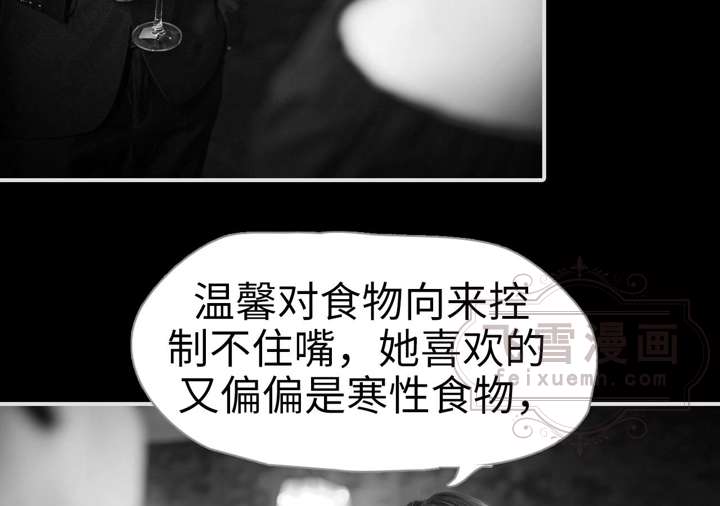 温馨对食物向来控
制不住嘴，她喜欢的
又偏偏是寒性食物，
飞雪漫画
feixuemh.com